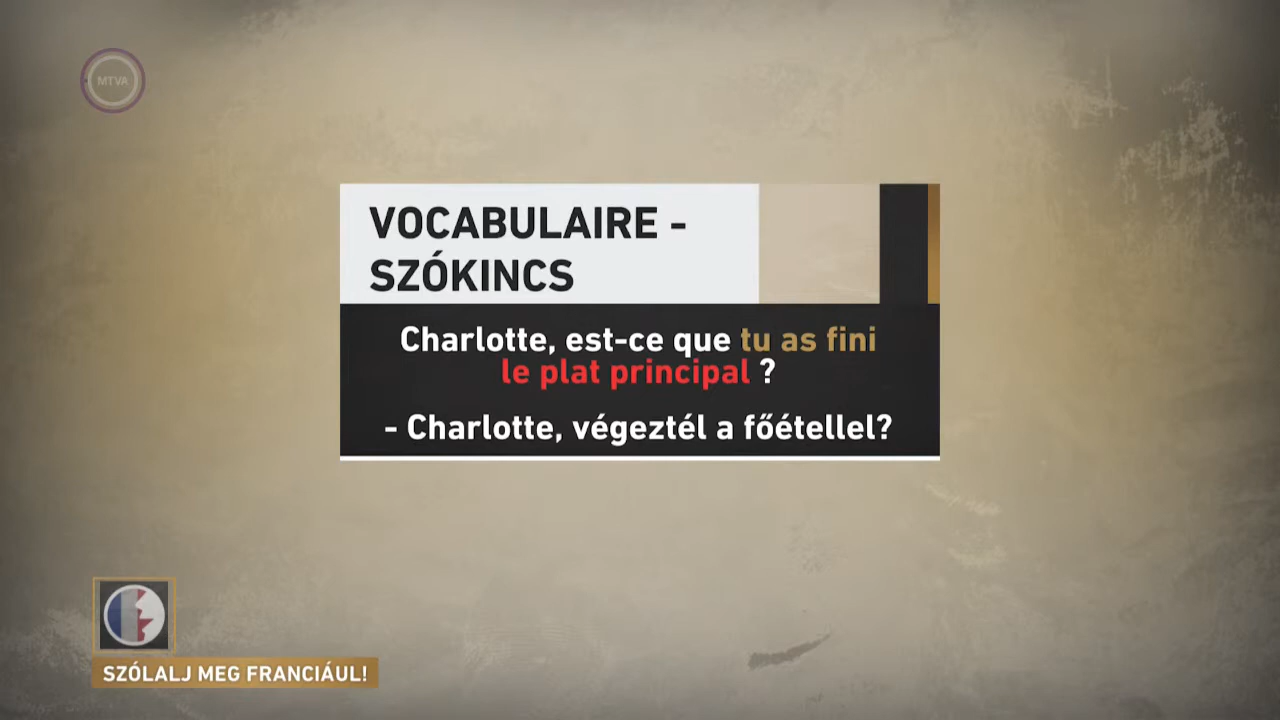 MTVA
VOCABULAIRE -
SZÓKINCS
Charlotte, est-ce que tu as fini
le plat principal ?
- Charlotte, végeztél a főétellel?
SZÓLALJ MEG FRANCIÁUL!